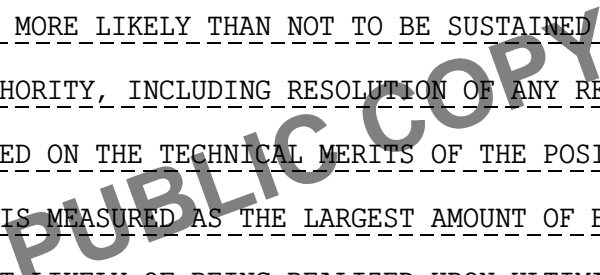 MORE LIKELY THAN NOT TO BE SUSTAINED
HORITY, INCLUDING RESOLUTION OF ANY RE
ED ON THE TECHNICAL MERITS OF THE POSI
IS MEASURED AS THE LARGEST AMOUNT OF
PUBLIC COPY